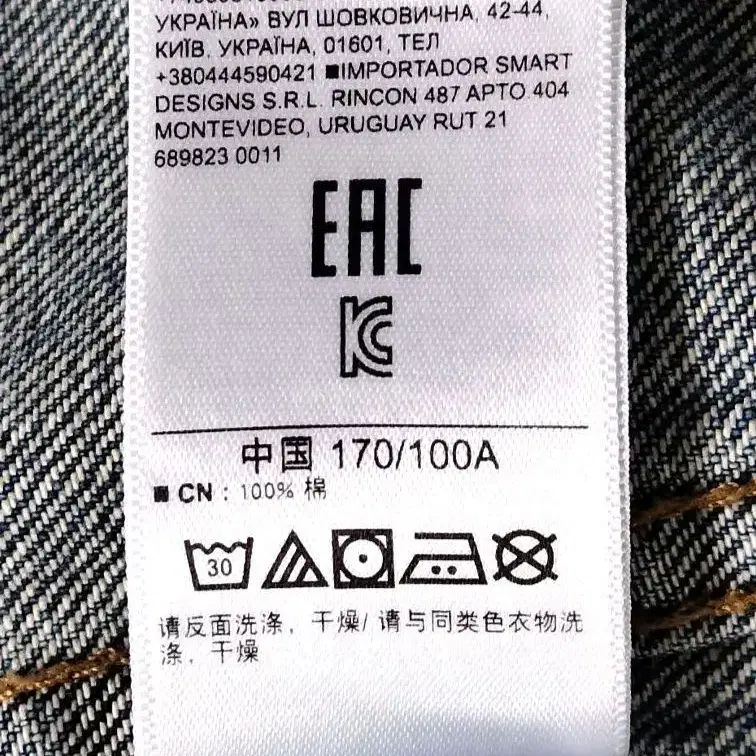 УКРАЇНА» ВУЛ ШОВКОВИЧНА, 42-44,
КИЇВ. УКРАЇНА, 01601, ТЕЛ
+380444590421 ■IMPORTADOR SMART
DESIGNS S.R.L. RINCON 487 APTO 404
MONTEVIDEO, URUGUAY RUT 21
689823 0011
EAC
KC
中国 170/100A
■ CN : 100% 棉
30
请反面洗涤，干燥/ 请与同类色衣物洗
涤，干燥